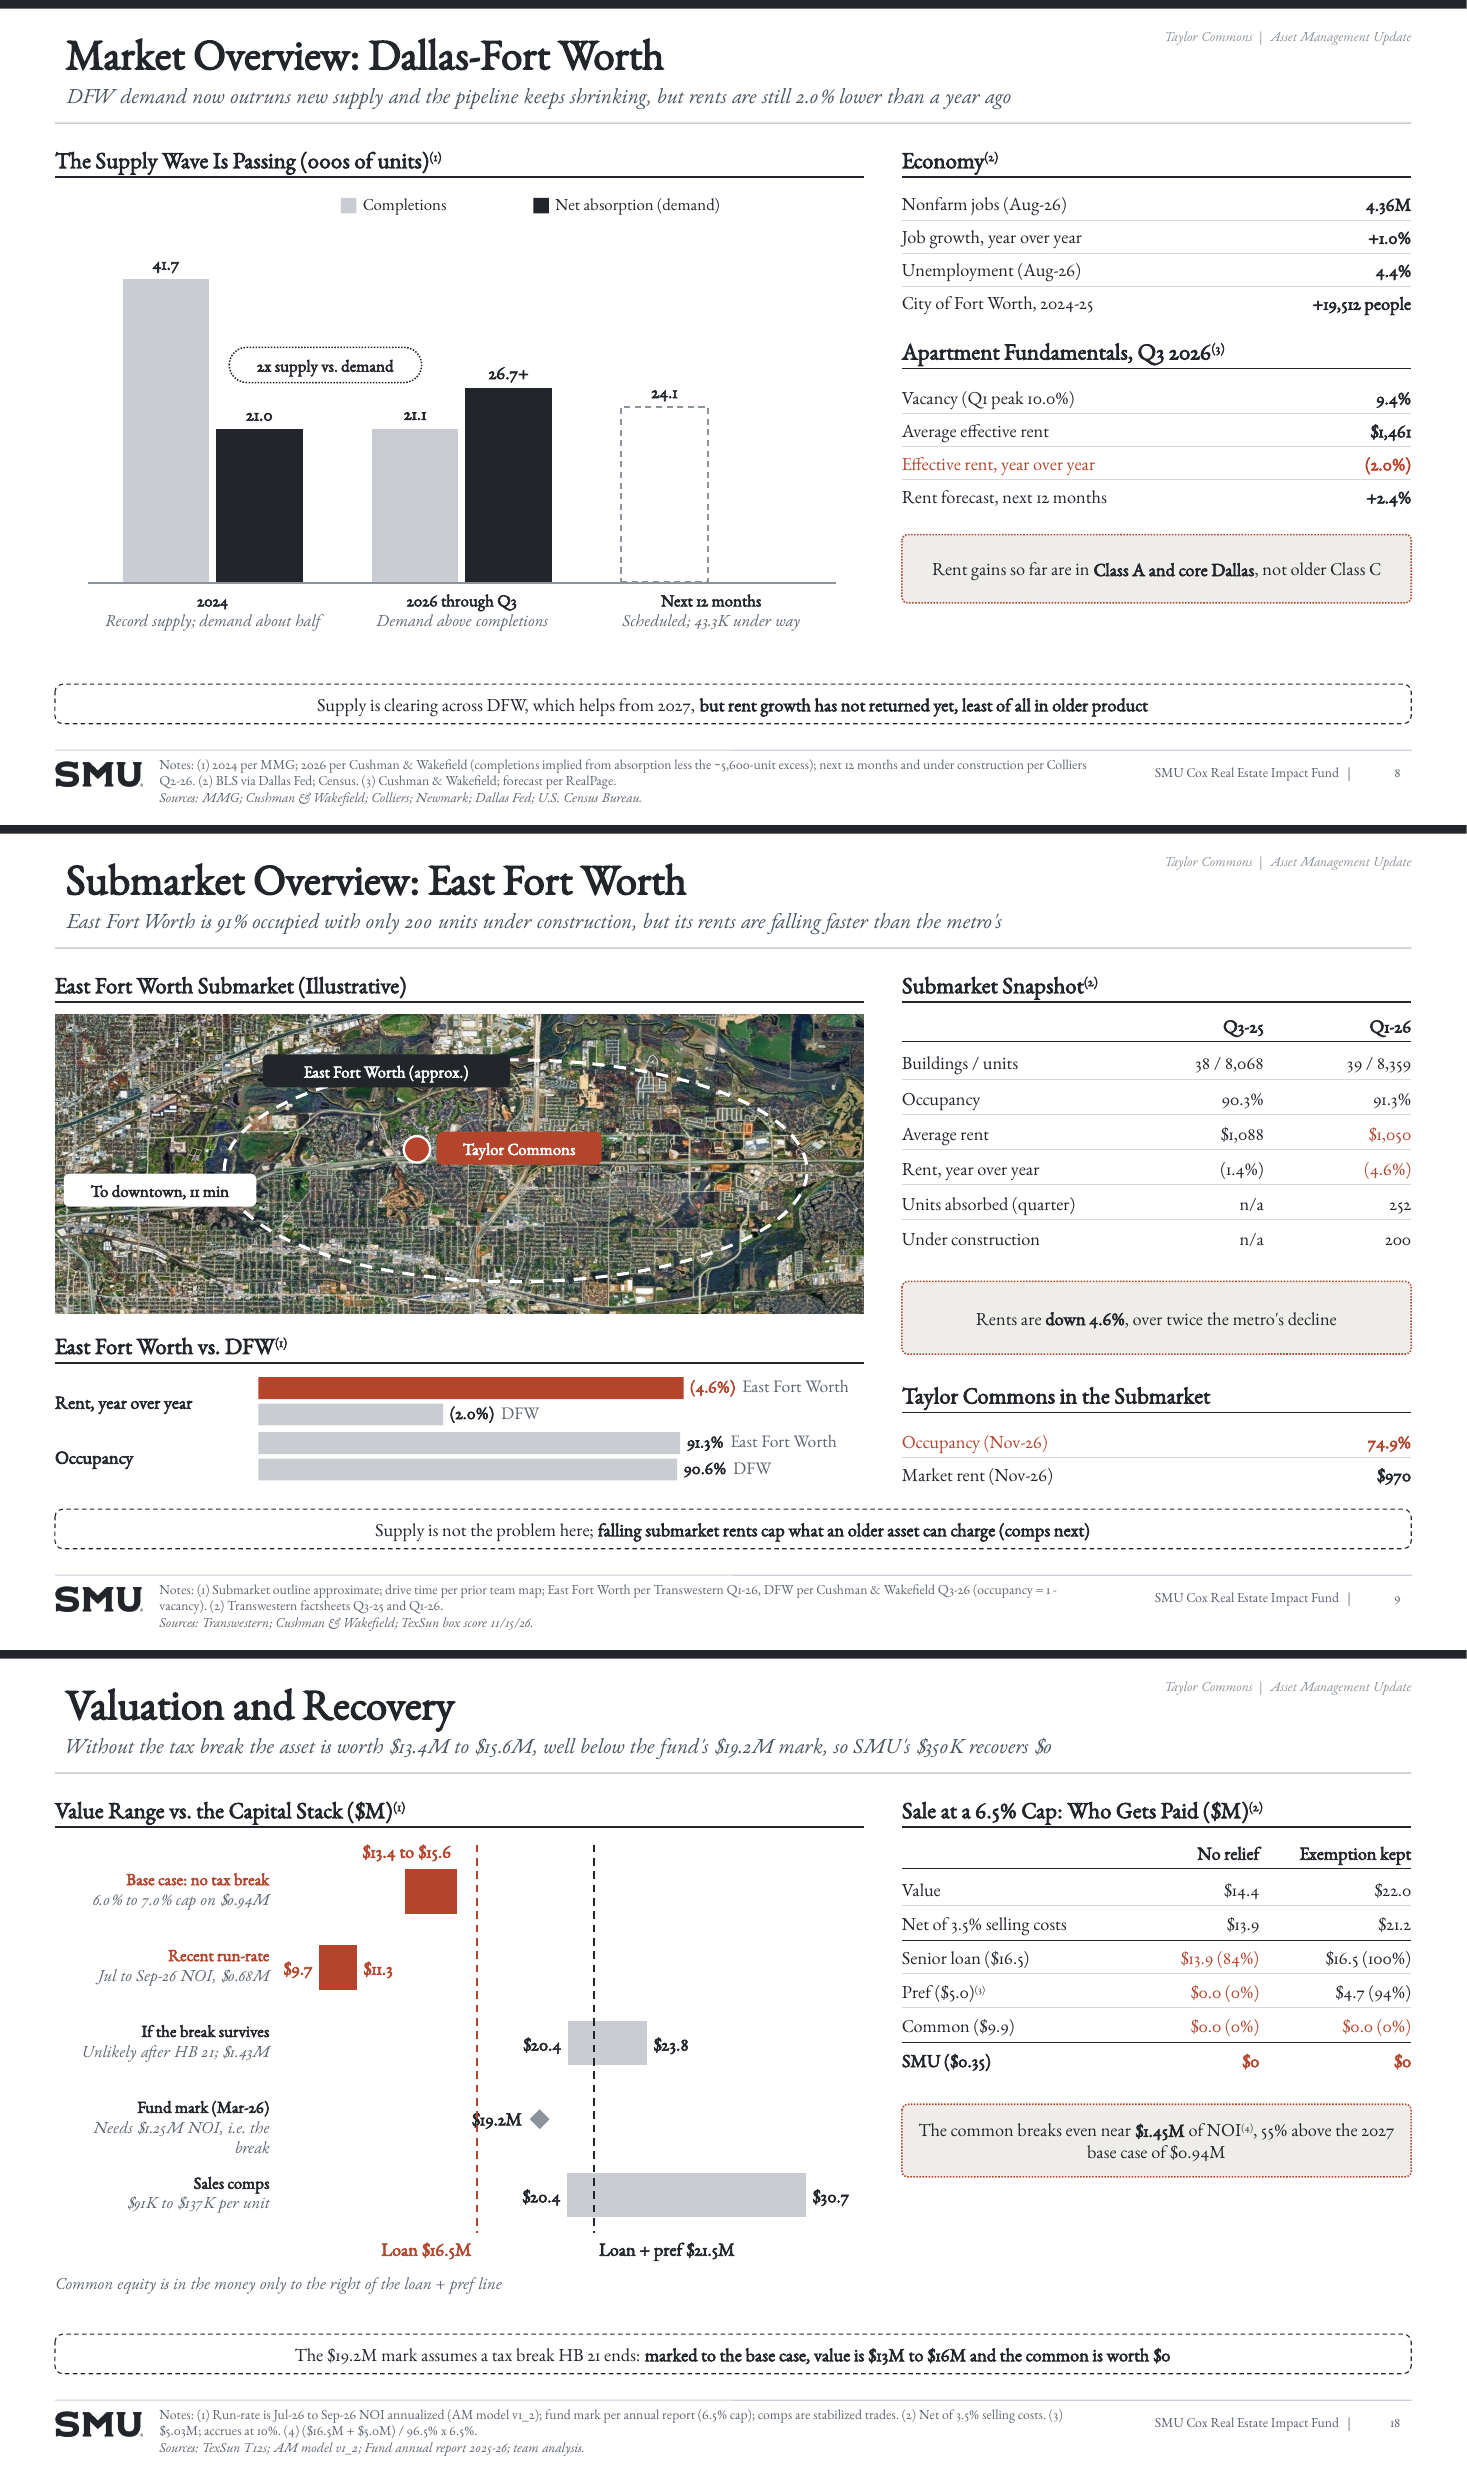 Taylor Commons | Asset Management Update
Market Overview: Dallas-Fort Worth
DFW demand now outruns new supply and the pipeline keeps shrinking, but rents are still 2.0% lower than a year ago
The Supply Wave Is Passing (000s of units)(1)
Completions
Net absorption (demand)
41.7
2x supply vs. demand
21.0
21.1
26.7+
24.1
2024
Record supply; demand about half
2026 through Q3
Demand above completions
Next 12 months
Scheduled; 43.3K under way
Economy(2)
Nonfarm jobs (Aug-26) 4.36M
Job growth, year over year +1.0%
Unemployment (Aug-26) 4.4%
City of Fort Worth, 2024-25 +19,512 people
Apartment Fundamentals, Q3 2026(3)
Vacancy (Q1 peak 10.0%) 9.4%
Average effective rent $1,461
Effective rent, year over year (2.0%)
Rent forecast, next 12 months +2.4%
Rent gains so far are in Class A and core Dallas, not older Class C
Supply is clearing across DFW, which helps from 2027, but rent growth has not returned yet, least of all in older product
SMU
Notes: (1) 2024 per MMG; 2026 per Cushman & Wakefield (completions implied from absorption less the ~5,600-unit excess); next 12 months and under construction per Colliers
Q2-26. (2) BLS via Dallas Fed; Census. (3) Cushman & Wakefield; forecast per RealPage.
Sources: MMG; Cushman & Wakefield; Colliers; Newmark; Dallas Fed; U.S. Census Bureau.
SMU Cox Real Estate Impact Fund | 8
Taylor Commons | Asset Management Update
Submarket Overview: East Fort Worth
East Fort Worth is 91% occupied with only 200 units under construction, but its rents are falling faster than the metro's
East Fort Worth Submarket (Illustrative)
East Fort Worth (approx.)
Taylor Commons
To downtown, 11 min
East Fort Worth vs. DFW(1)
Rent, year over year
(4.6%) East Fort Worth
(2.0%) DFW
Occupancy
91.3% East Fort Worth
90.6% DFW
Submarket Snapshot(2)
Q3-25 Q1-26
Buildings / units 38 / 8,068 39 / 8,359
Occupancy 90.3% 91.3%
Average rent $1,088 $1,050
Rent, year over year (1.4%) (4.6%)
Units absorbed (quarter) n/a 252
Under construction n/a 200
Rents are down 4.6%, over twice the metro's decline
Taylor Commons in the Submarket
Occupancy (Nov-26) 74.9%
Market rent (Nov-26) $970
Supply is not the problem here; falling submarket rents cap what an older asset can charge (comps next)
SMU
Notes: (1) Submarket outline approximate; drive time per prior team map; East Fort Worth per Transwestern Q1-26, DFW per Cushman & Wakefield Q3-26 (occupancy = 1 -
vacancy). (2) Transwestern factsheets Q3-25 and Q1-26.
Sources: Transwestern; Cushman & Wakefield; TexSun box score 11/15/26.
SMU Cox Real Estate Impact Fund | 9
Taylor Commons | Asset Management Update
Valuation and Recovery
Without the tax break the asset is worth $13.4M to $15.6M, well below the fund's $19.2M mark, so SMU's $350K recovers $0
Value Range vs. the Capital Stack ($M)(1)
$13.4 to $15.6
Base case: no tax break
6.0% to 7.0% cap on $0.94M
Recent run-rate
Jul to Sep-26 NOI, $0.68M
$9.7
$11.3
If the break survives
Unlikely after HB 21; $1.43M
$20.4
$23.8
Fund mark (Mar-26)
Needs $1.25M NOI, i.e. the
break
$19.2M
Sales comps
$91K to $137K per unit
$20.4
$30.7
Loan $16.5M
Loan + pref $21.5M
Common equity is in the money only to the right of the loan + pref line
Sale at a 6.5% Cap: Who Gets Paid ($M)(2)
No relief Exemption kept
Value $14.4 $22.0
Net of 3.5% selling costs $13.9 $21.2
Senior loan ($16.5) $13.9 (84%) $16.5 (100%)
Pref ($5.0)(3) $0.0 (0%) $4.7 (94%)
Common ($9.9) $0.0 (0%) $0.0 (0%)
SMU ($0.35) $0 $0
The common breaks even near $1.45M of NOI(4), 55% above the 2027
base case of $0.94M
The $19.2M mark assumes a tax break HB 21 ends: marked to the base case, value is $13M to $16M and the common is worth $0
SMU
Notes: (1) Run-rate is Jul-26 to Sep-26 NOI annualized (AM model v1_2); fund mark per annual report (6.5% cap); comps are stabilized trades. (2) Net of 3.5% selling costs. (3)
$5.03M; accrues at 10%. (4) ($16.5M + $5.0M) / 96.5% x 6.5%.
Sources: TexSun T12s; AM model v1_2; Fund annual report 2025-26; team analysis.
SMU Cox Real Estate Impact Fund | 18